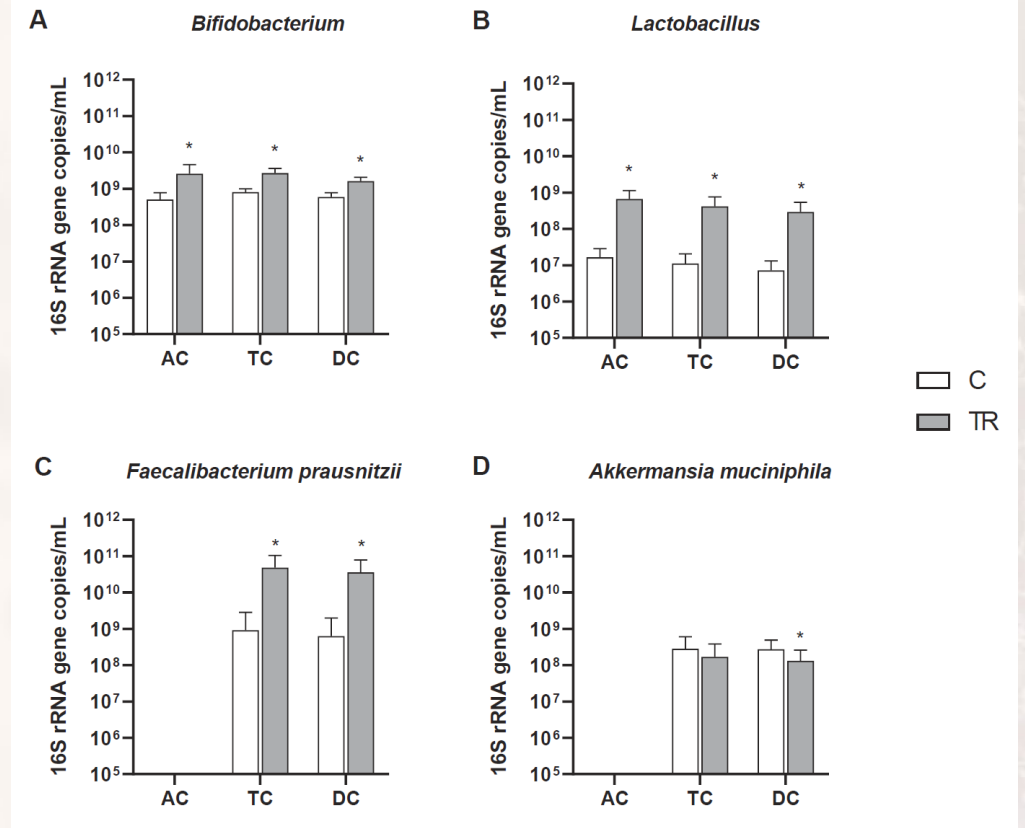 A
Bifidobacterium
16S rRNA gene copies/mL
10¹²
10¹¹
10¹⁰
10⁹
10⁸
10⁷
10⁶
10⁵
* * *
AC TC DC
B
Lactobacillus
16S rRNA gene copies/mL
10¹²
10¹¹
10¹⁰
10⁹
10⁸
10⁷
10⁶
10⁵
* * *
AC TC DC
C
TR
C
Faecalibacterium prausnitzii
16S rRNA gene copies/mL
10¹²
10¹¹
10¹⁰
10⁹
10⁸
10⁷
10⁶
10⁵
* *
AC TC DC
D
Akkermansia muciniphila
16S rRNA gene copies/mL
10¹²
10¹¹
10¹⁰
10⁹
10⁸
10⁷
10⁶
10⁵
*
AC TC DC